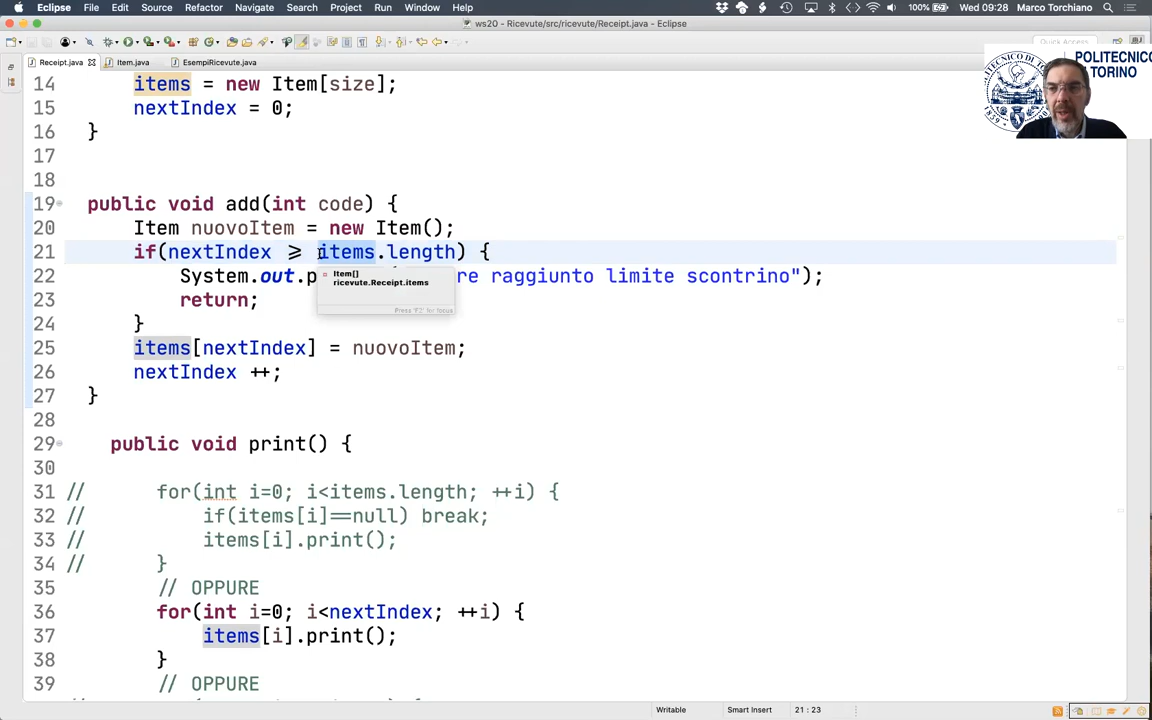 Eclipse File Edit Source Refactor Navigate Search Project Run Window Help 100% Wed 09:28 Marco Torchiano
ws20 - Ricevute/src/ricevute/Receipt.java - Eclipse
Quick Access
Receipt.java Item.java EsempiRicevute.java
POLITECNICO
DI TORINO
14 items = new Item[size];
15 nextIndex = 0;
16 }
17
18
19 public void add(int code) {
20 Item nuovoItem = new Item();
21 if(nextIndex >= items.length) {
22 System.out.p re raggiunto limite scontrino");
Item[]
ricevute.Receipt.items
Press 'F2' for focus
23 return;
24 }
25 items[nextIndex] = nuovoItem;
26 nextIndex ++;
27 }
28
29 public void print() {
30
31 // for(int i=0; i<items.length; ++i) {
32 // if(items[i]==null) break;
33 // items[i].print();
34 // }
35 // OPPURE
36 for(int i=0; i<nextIndex; ++i) {
37 items[i].print();
38 }
39 // OPPURE
Writable Smart Insert 21 : 23